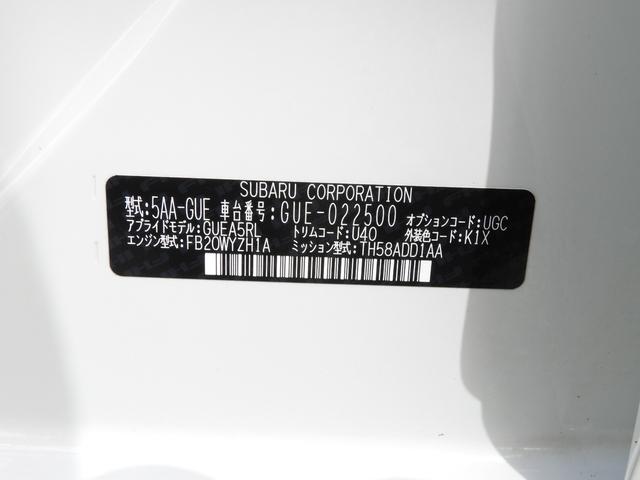 SUBARU CORPORATION
型式:5AA-GUE 車台番号:GUE-022500 オプションコード:UGC
アプライドモデル:GUEA5RL トリムコード:U40 外装色コード:K1X
エンジン型式:FB20WYZH1A ミッション型式:TH58ADD1AA